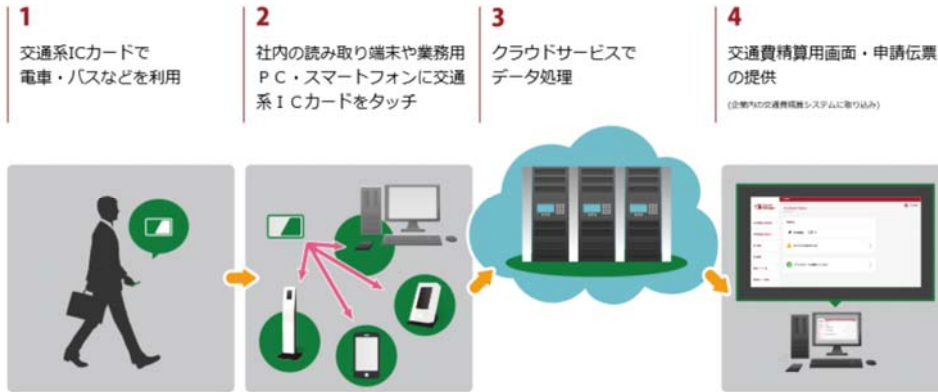 1
交通系ICカードで
電車・バスなどを利用
2
社内の読み取り端末や業務用
ＰＣ・スマートフォンに交通
系ＩＣカードをタッチ
3
クラウドサービスで
データ処理
4
交通費精算用画面・申請伝票
の提供
(企業内の交通費精算システムに取り込み)